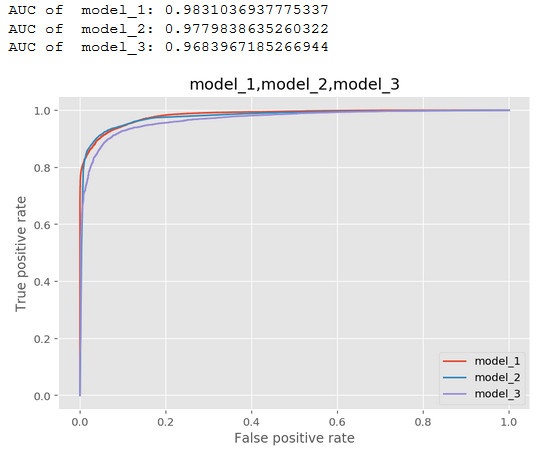 AUC of  model_1: 0.9831036937775337
AUC of  model_2: 0.9779838635260322
AUC of  model_3: 0.9683967185266944
model_1,model_2,model_3
1.0
0.8
0.6
0.4
0.2
0.0
True positive rate
model_1
model_2
model_3
0.0 0.2 0.4 0.6 0.8 1.0
False positive rate